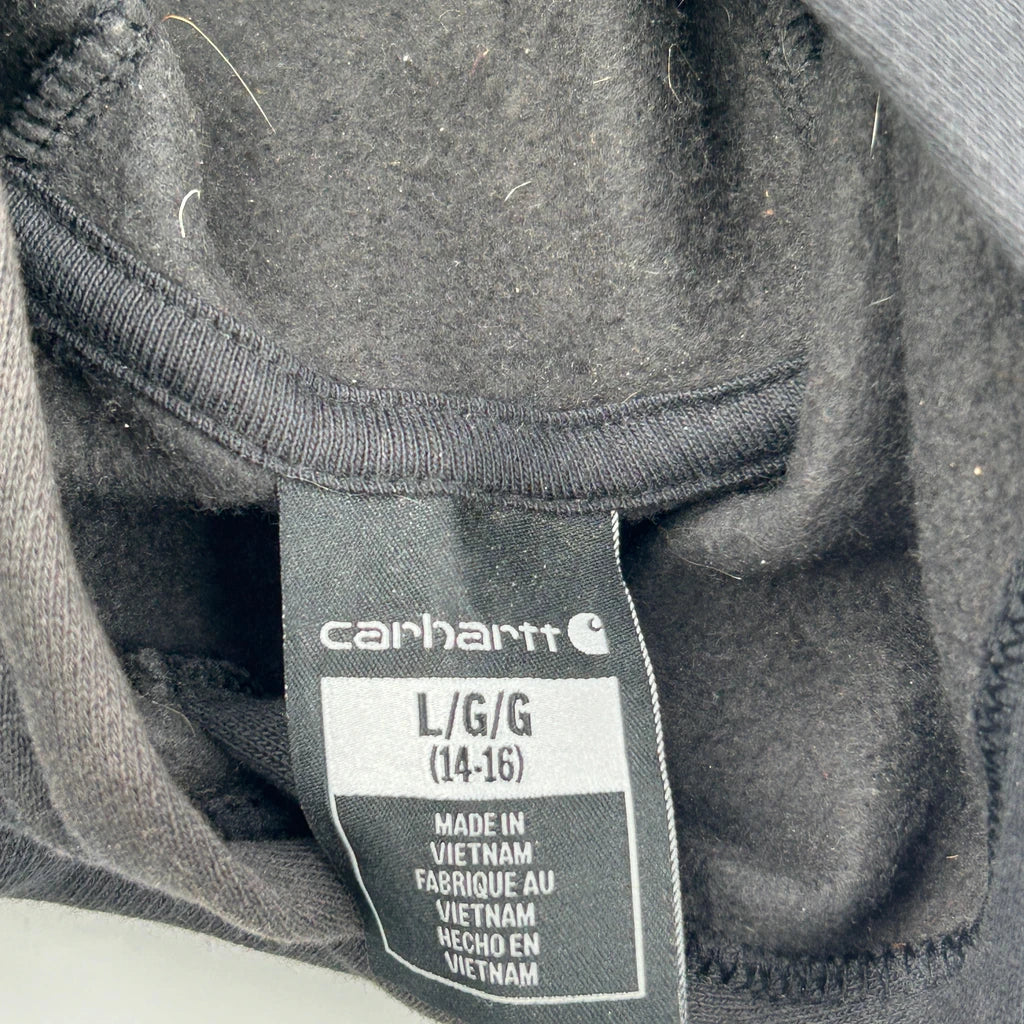 carhartt
L/G/G
(14-16)
MADE IN
VIETNAM
FABRIQUE AU
VIETNAM
HECHO EN
VIETNAM